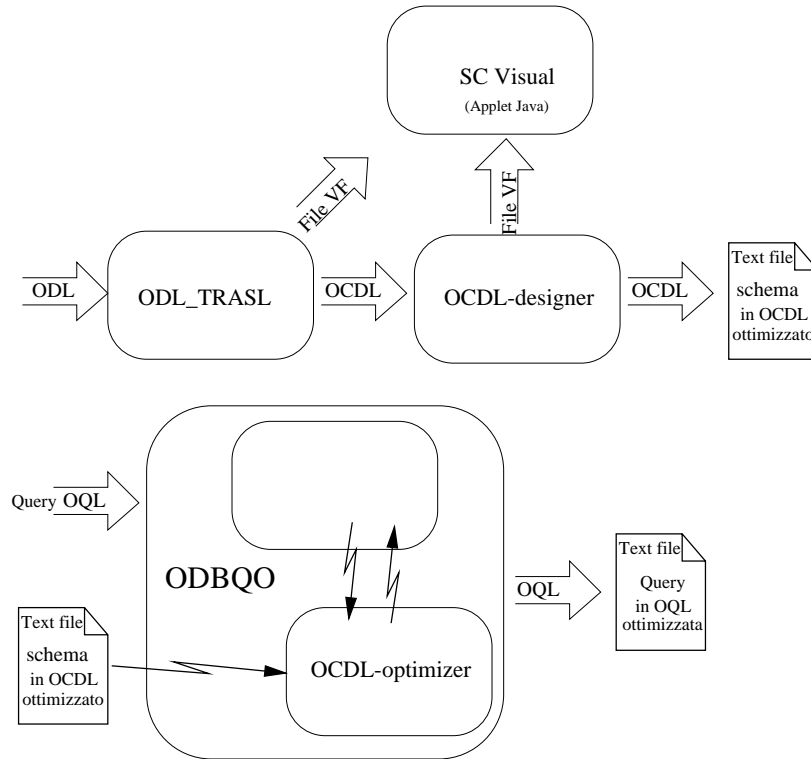 SC Visual
(Applet Java)
File VF
File VF
ODL
ODL_TRASL
OCDL
OCDL-designer
OCDL
Text file
schema
in OCDL
ottimizzato
Query OQL
ODBQO
OQL
Text file
Query
in OQL
ottimizzata
Text file
schema
in OCDL
ottimizzato
OCDL-optimizer